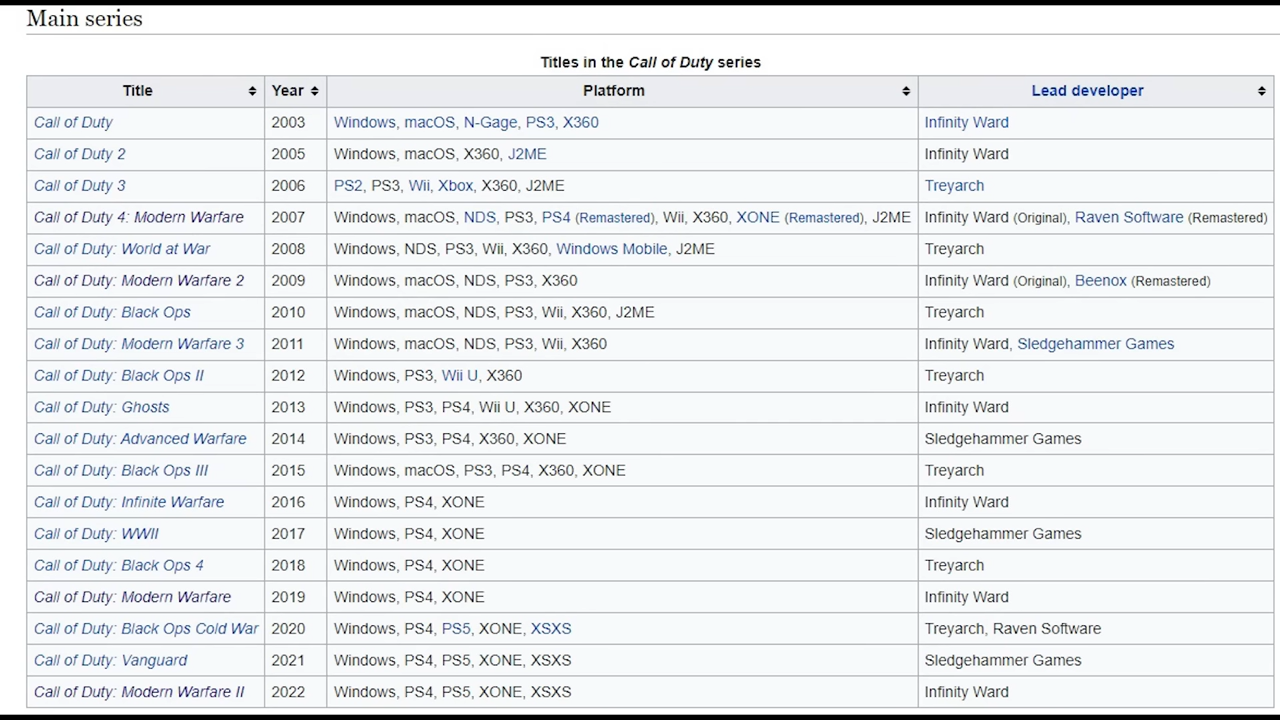 Main series
Titles in the Call of Duty series
Title Year Platform Lead developer
Call of Duty 2003 Windows, macOS, N-Gage, PS3, X360 Infinity Ward
Call of Duty 2 2005 Windows, macOS, X360, J2ME Infinity Ward
Call of Duty 3 2006 PS2, PS3, Wii, Xbox, X360, J2ME Treyarch
Call of Duty 4: Modern Warfare 2007 Windows, macOS, NDS, PS3, PS4 (Remastered), Wii, X360, XONE (Remastered), J2ME Infinity Ward (Original), Raven Software (Remastered)
Call of Duty: World at War 2008 Windows, NDS, PS3, Wii, X360, Windows Mobile, J2ME Treyarch
Call of Duty: Modern Warfare 2 2009 Windows, macOS, NDS, PS3, X360 Infinity Ward (Original), Beenox (Remastered)
Call of Duty: Black Ops 2010 Windows, macOS, NDS, PS3, Wii, X360, J2ME Treyarch
Call of Duty: Modern Warfare 3 2011 Windows, macOS, NDS, PS3, Wii, X360 Infinity Ward, Sledgehammer Games
Call of Duty: Black Ops II 2012 Windows, PS3, Wii U, X360 Treyarch
Call of Duty: Ghosts 2013 Windows, PS3, PS4, Wii U, X360, XONE Infinity Ward
Call of Duty: Advanced Warfare 2014 Windows, PS3, PS4, X360, XONE Sledgehammer Games
Call of Duty: Black Ops III 2015 Windows, macOS, PS3, PS4, X360, XONE Treyarch
Call of Duty: Infinite Warfare 2016 Windows, PS4, XONE Infinity Ward
Call of Duty: WWII 2017 Windows, PS4, XONE Sledgehammer Games
Call of Duty: Black Ops 4 2018 Windows, PS4, XONE Treyarch
Call of Duty: Modern Warfare 2019 Windows, PS4, XONE Infinity Ward
Call of Duty: Black Ops Cold War 2020 Windows, PS4, PS5, XONE, XSXS Treyarch, Raven Software
Call of Duty: Vanguard 2021 Windows, PS4, PS5, XONE, XSXS Sledgehammer Games
Call of Duty: Modern Warfare II 2022 Windows, PS4, PS5, XONE, XSXS Infinity Ward